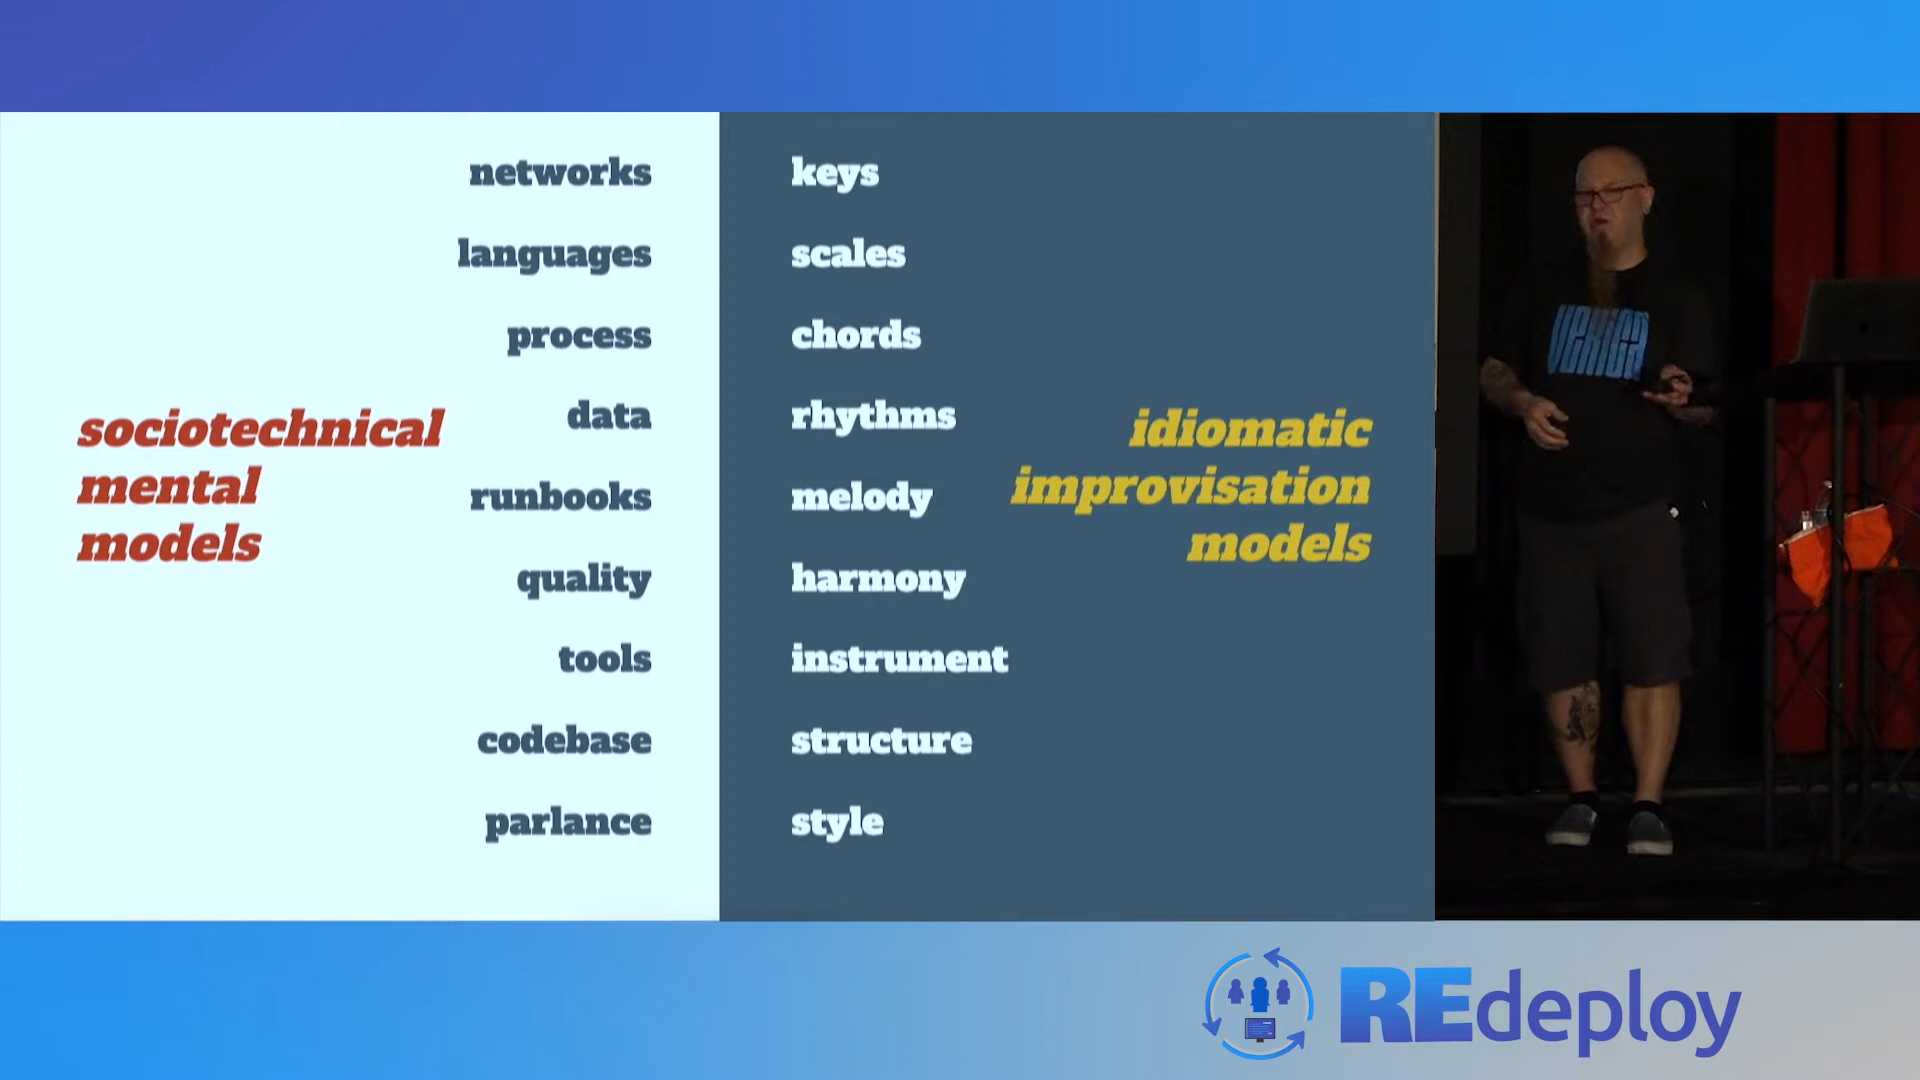 networks
languages
process
data
runbooks
quality
tools
codebase
parlance
sociotechnical
mental
models
keys
scales
chords
rhythms
melody
harmony
instrument
structure
style
idiomatic
improvisation
models
VERICA
REdeploy